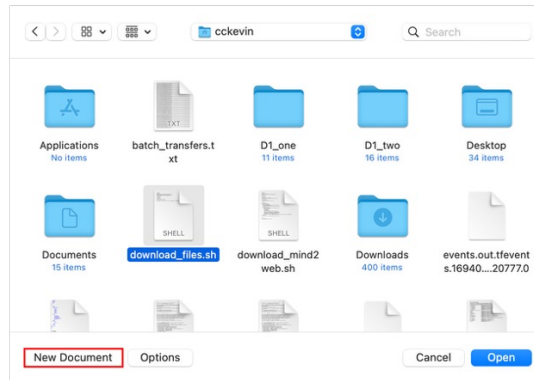 cckevin
Search
TXT
Applications
No items
batch_transfers.t
xt
D1_one
11 items
D1_two
16 items
Desktop
34 items
SHELL
SHELL
Documents
15 items
download_files.sh
download_mind2
web.sh
Downloads
400 items
events.out.tfevent
s.16940....20777.0
New Document
Options
Cancel
Open